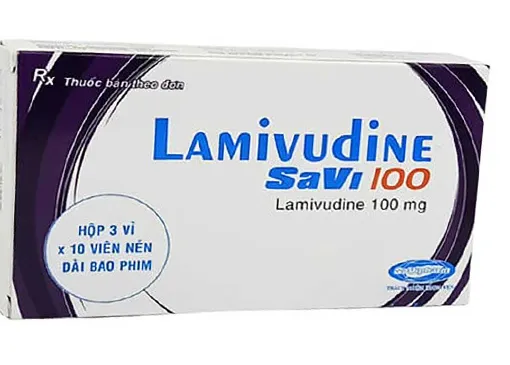 Rx Thuốc bán theo đơn
LAMIVUDINE
SaVi 100
Lamivudine 100 mg
HỘP 3 VỈ
x 10 VIÊN NÉN
DÀI BAO PHIM
SaVipharm